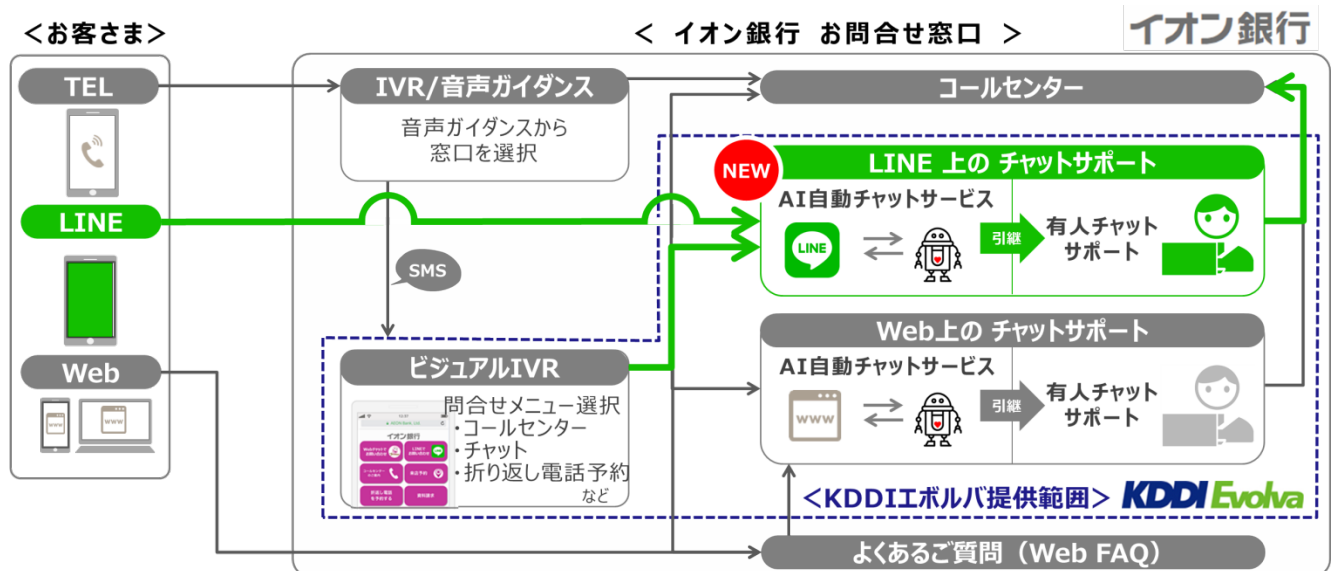 <お客さま>
< イオン銀行 お問合せ窓口 >
イオン銀行
TEL
IVR/音声ガイダンス
音声ガイダンスから
窓口を選択
コールセンター
NEW
LINE 上の チャットサポート
AI自動チャットサービス
LINE
引継
有人チャット
サポート
LINE
SMS
Web上の チャットサポート
AI自動チャットサービス
www
引継
有人チャット
サポート
Web
www
www
ビジュアルIVR
問合せメニュー選択
・コールセンター
・チャット
・折り返し電話予約
など
イオン銀行
<KDDIエボルバ提供範囲>
KDDI Evolva
よくあるご質問（Web FAQ）